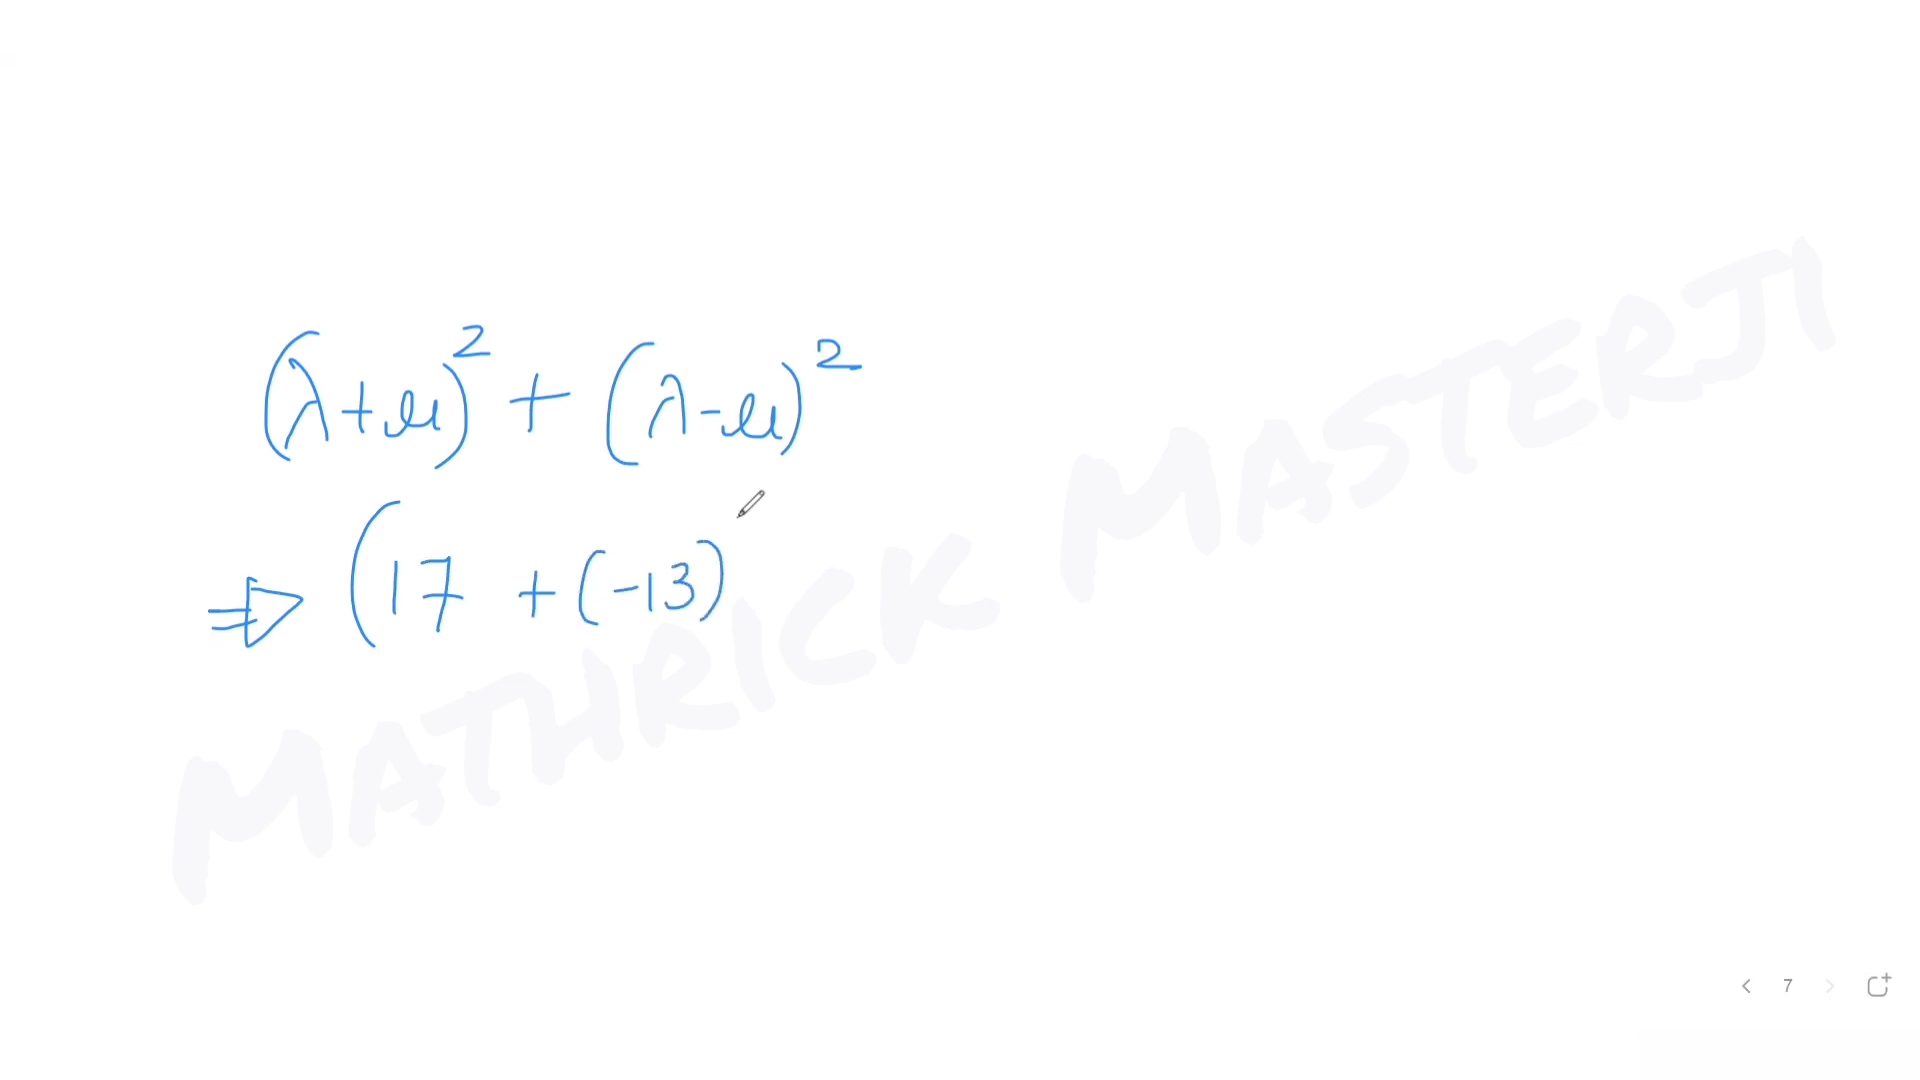 (λ+μ)² + (λ-μ)²
⇒ (17 + (-13)
MATHRICK MASTERJI
< 7 >